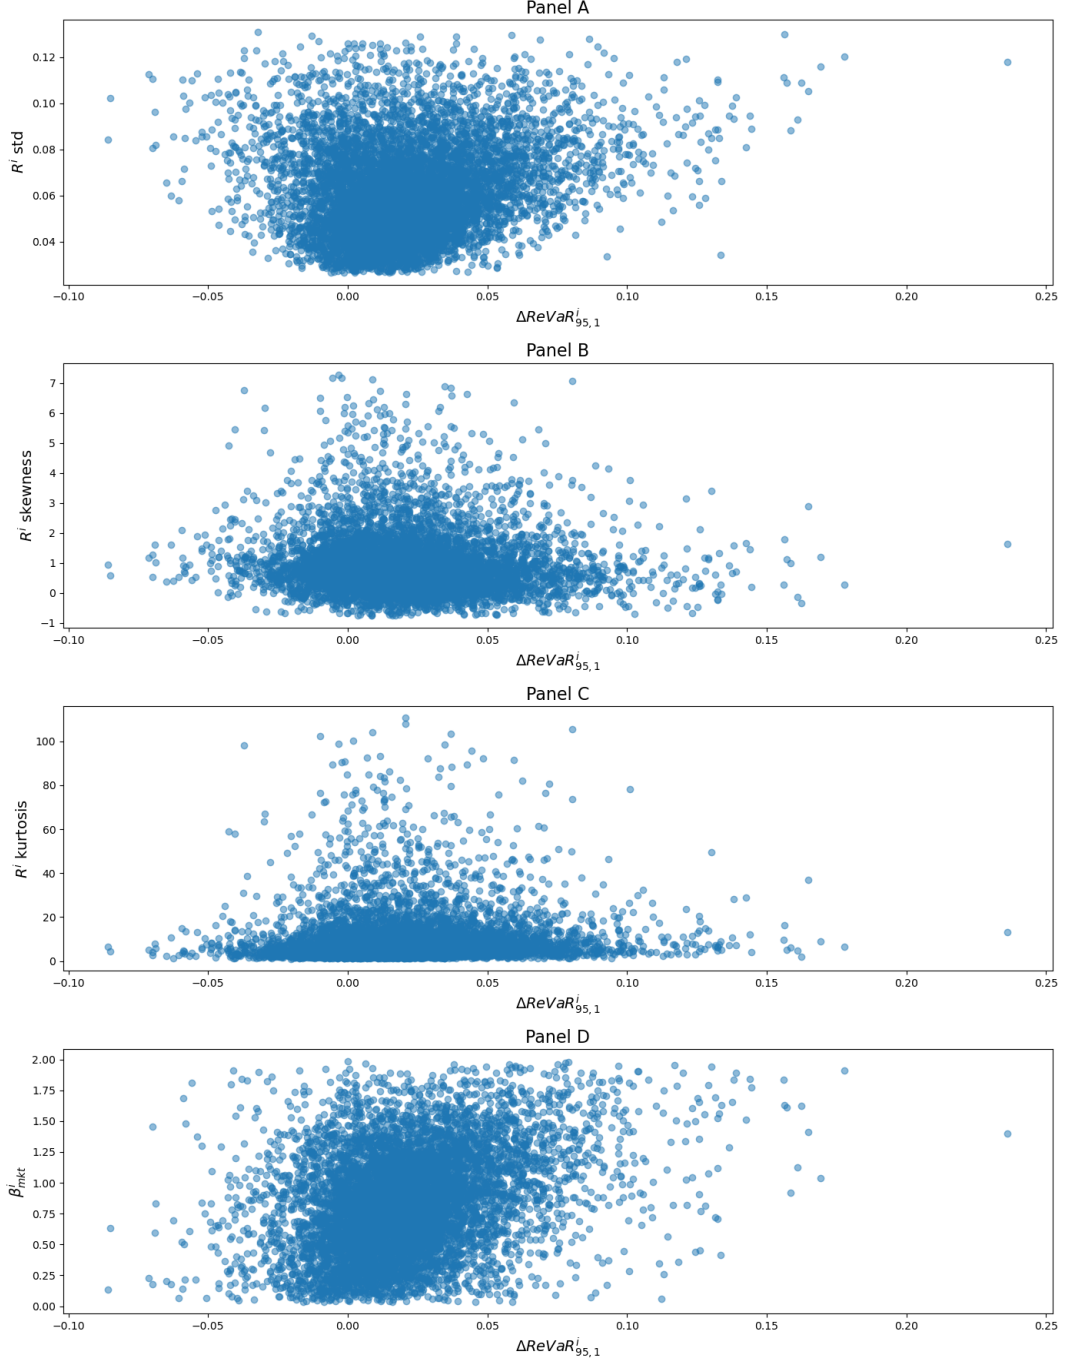 Panel A
0.12
0.10
0.08
0.06
0.04
R^i std
−0.10 −0.05 0.00 0.05 0.10 0.15 0.20 0.25
ΔReVaR^i_{95,1}
Panel B
7
6
5
4
3
2
1
0
−1
R^i skewness
−0.10 −0.05 0.00 0.05 0.10 0.15 0.20 0.25
ΔReVaR^i_{95,1}
Panel C
100
80
60
40
20
0
R^i kurtosis
−0.10 −0.05 0.00 0.05 0.10 0.15 0.20 0.25
ΔReVaR^i_{95,1}
Panel D
2.00
1.75
1.50
1.25
1.00
0.75
0.50
0.25
0.00
β^i_{mkt}
−0.10 −0.05 0.00 0.05 0.10 0.15 0.20 0.25
ΔReVaR^i_{95,1}